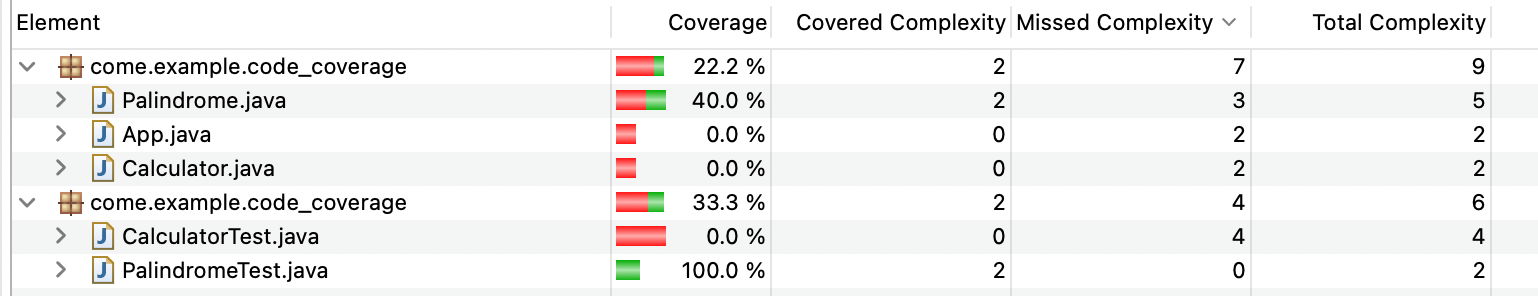 Element Coverage Covered Complexity Missed Complexity Total Complexity
come.example.code_coverage 22.2 % 2 7 9
J Palindrome.java 40.0 % 2 3 5
J App.java 0.0 % 0 2 2
J Calculator.java 0.0 % 0 2 2
come.example.code_coverage 33.3 % 2 4 6
J CalculatorTest.java 0.0 % 0 4 4
J PalindromeTest.java 100.0 % 2 0 2